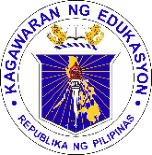 KAGAWARAN NG EDUKASYON
REPUBLIKA NG PILIPINAS